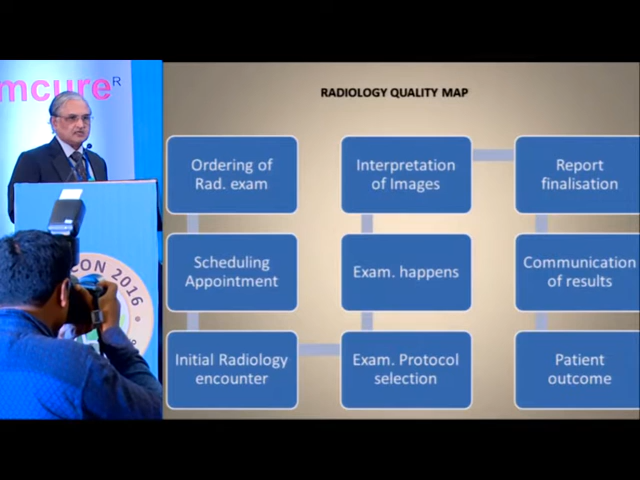 mcure R
CON 2016
RADIOLOGY QUALITY MAP
Ordering of
Rad. exam
Scheduling
Appointment
Initial Radiology
encounter
Interpretation
of Images
Exam. happens
Exam. Protocol
selection
Report
finalisation
Communication
of results
Patient
outcome